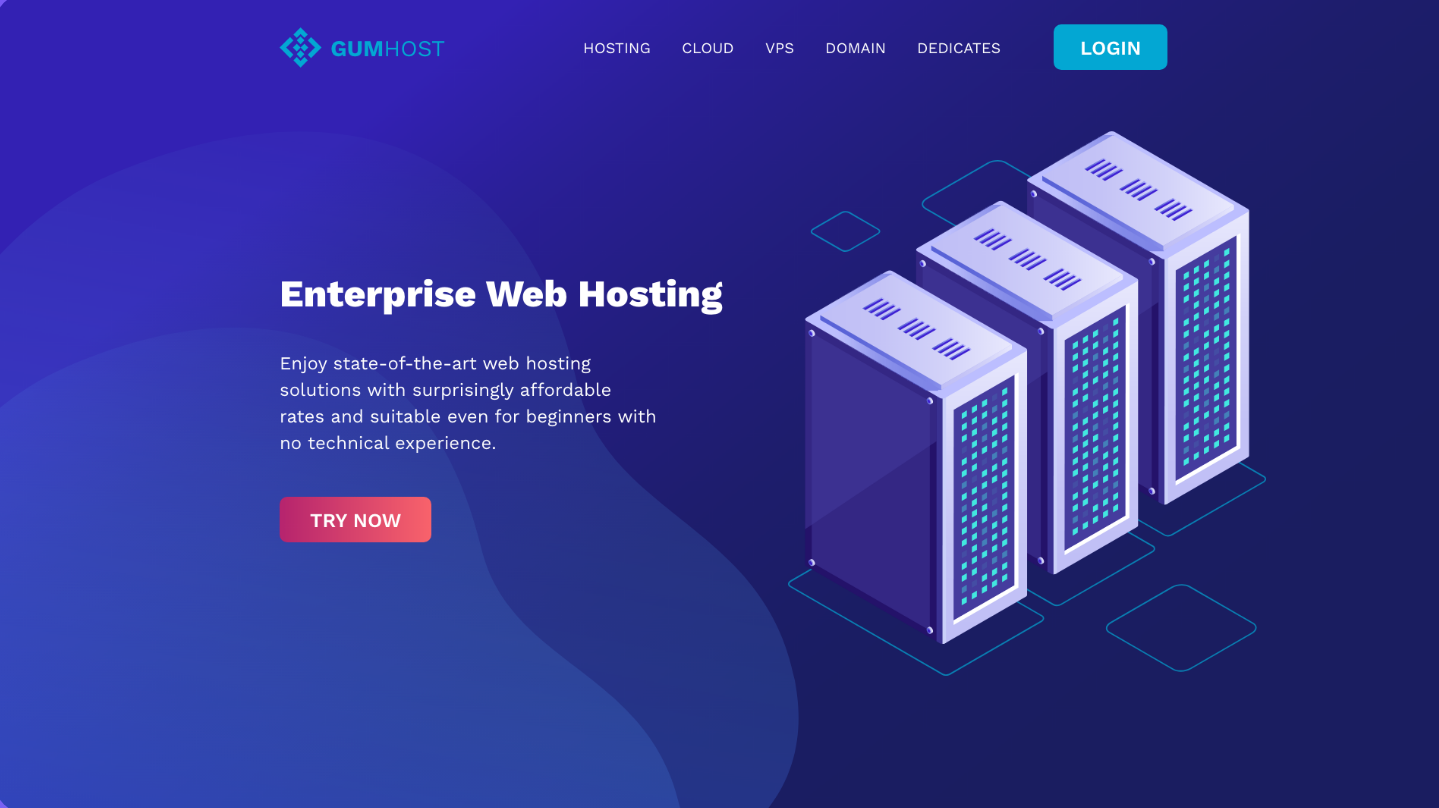 GUMHOST
HOSTING
CLOUD
VPS
DOMAIN
DEDICATES
LOGIN
Enterprise Web Hosting
Enjoy state-of-the-art web hosting
solutions with surprisingly affordable
rates and suitable even for beginners with
no technical experience.
TRY NOW